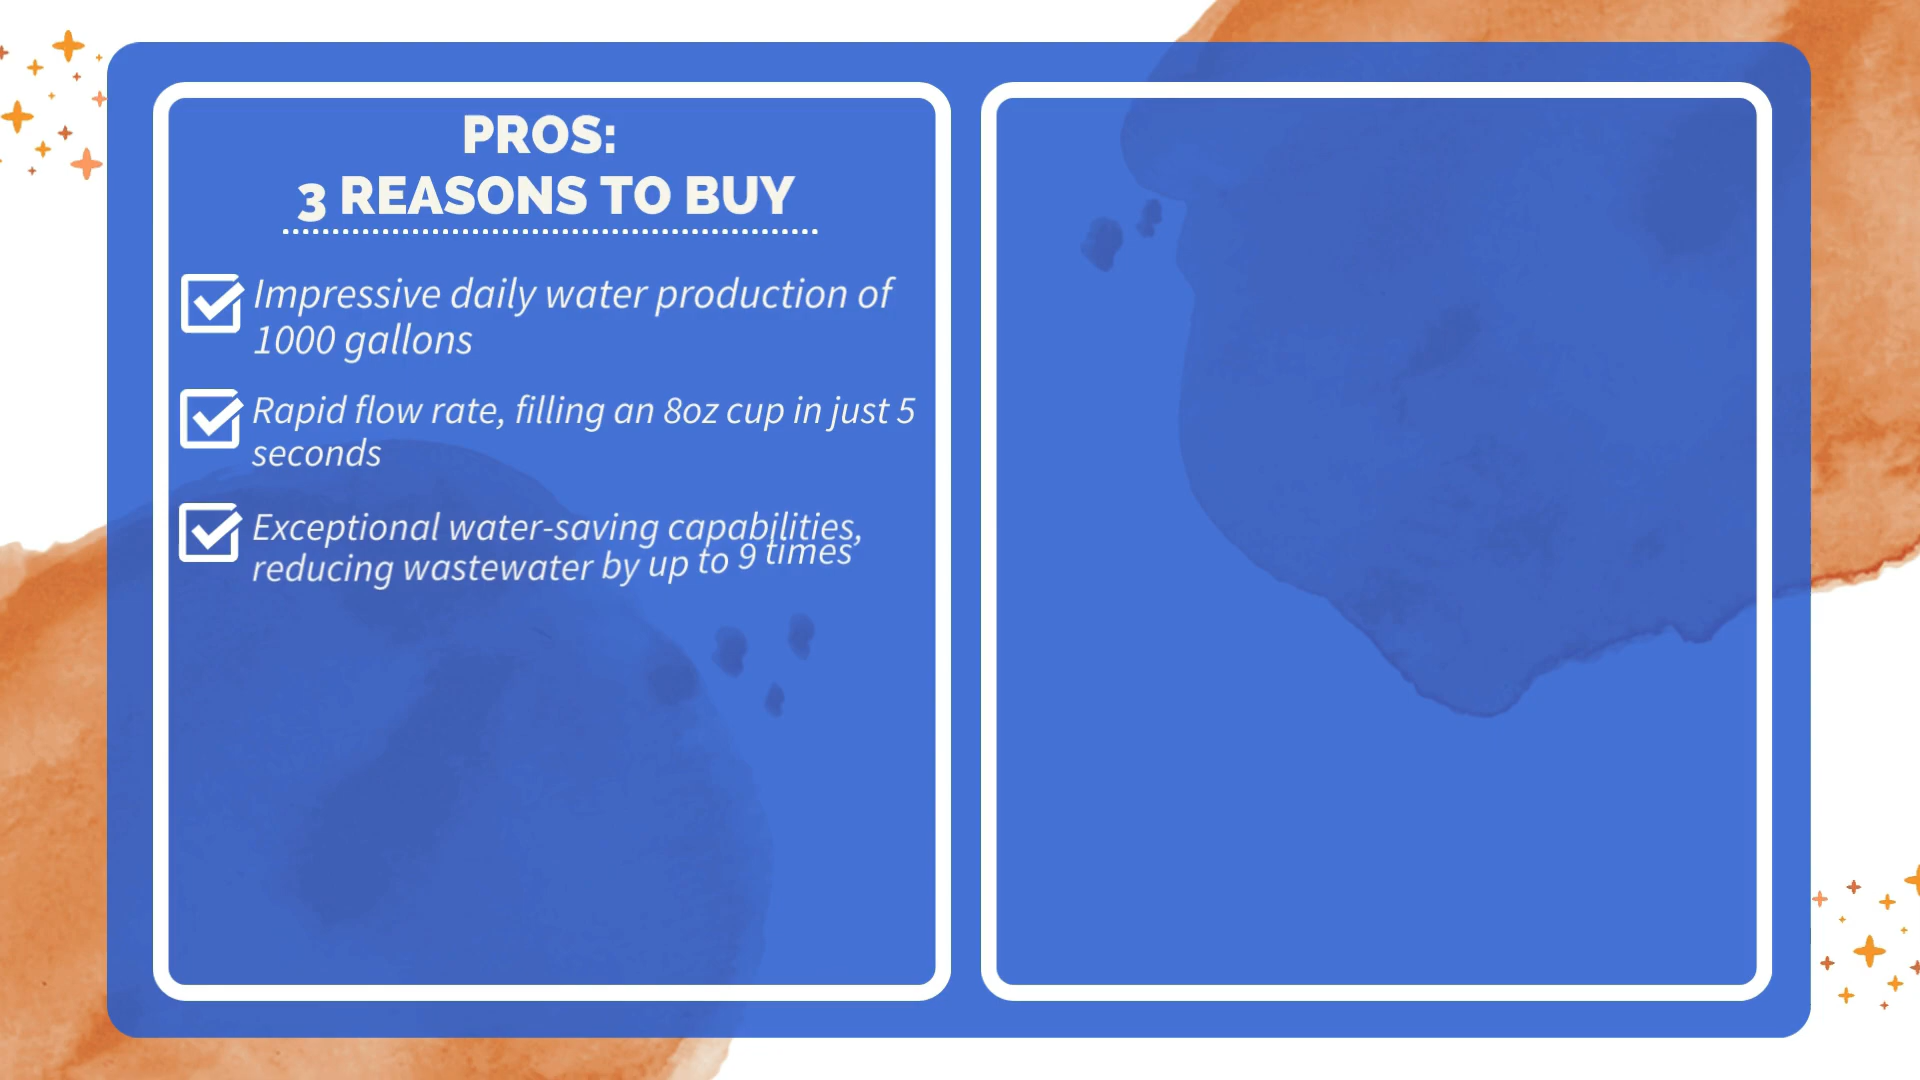 PROS:
3 REASONS TO BUY
Impressive daily water production of
1000 gallons
Rapid flow rate, filling an 8oz cup in just 5
seconds
Exceptional water-saving capabilities,
reducing wastewater by up to 9 times